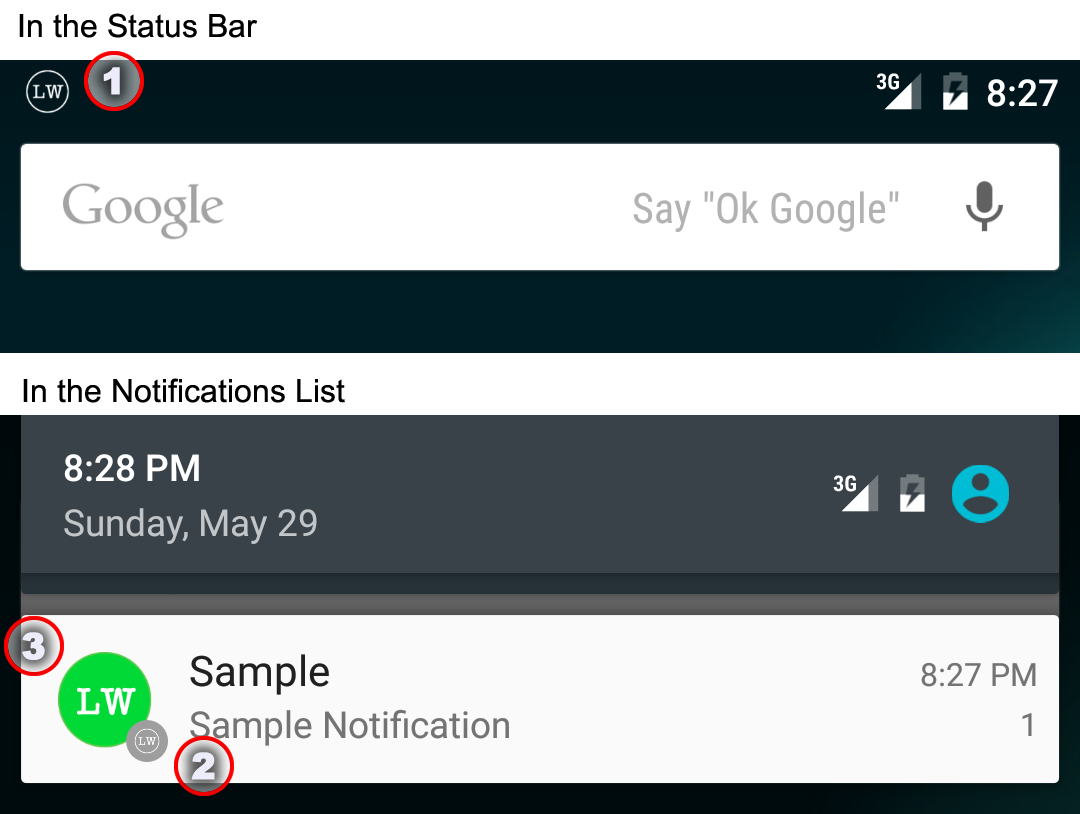 In the Status Bar
LW 1 3G 8:27
Google Say "Ok Google"
In the Notifications List
8:28 PM 3G
Sunday, May 29
3
LW Sample 8:27 PM
LW Sample Notification 1
2